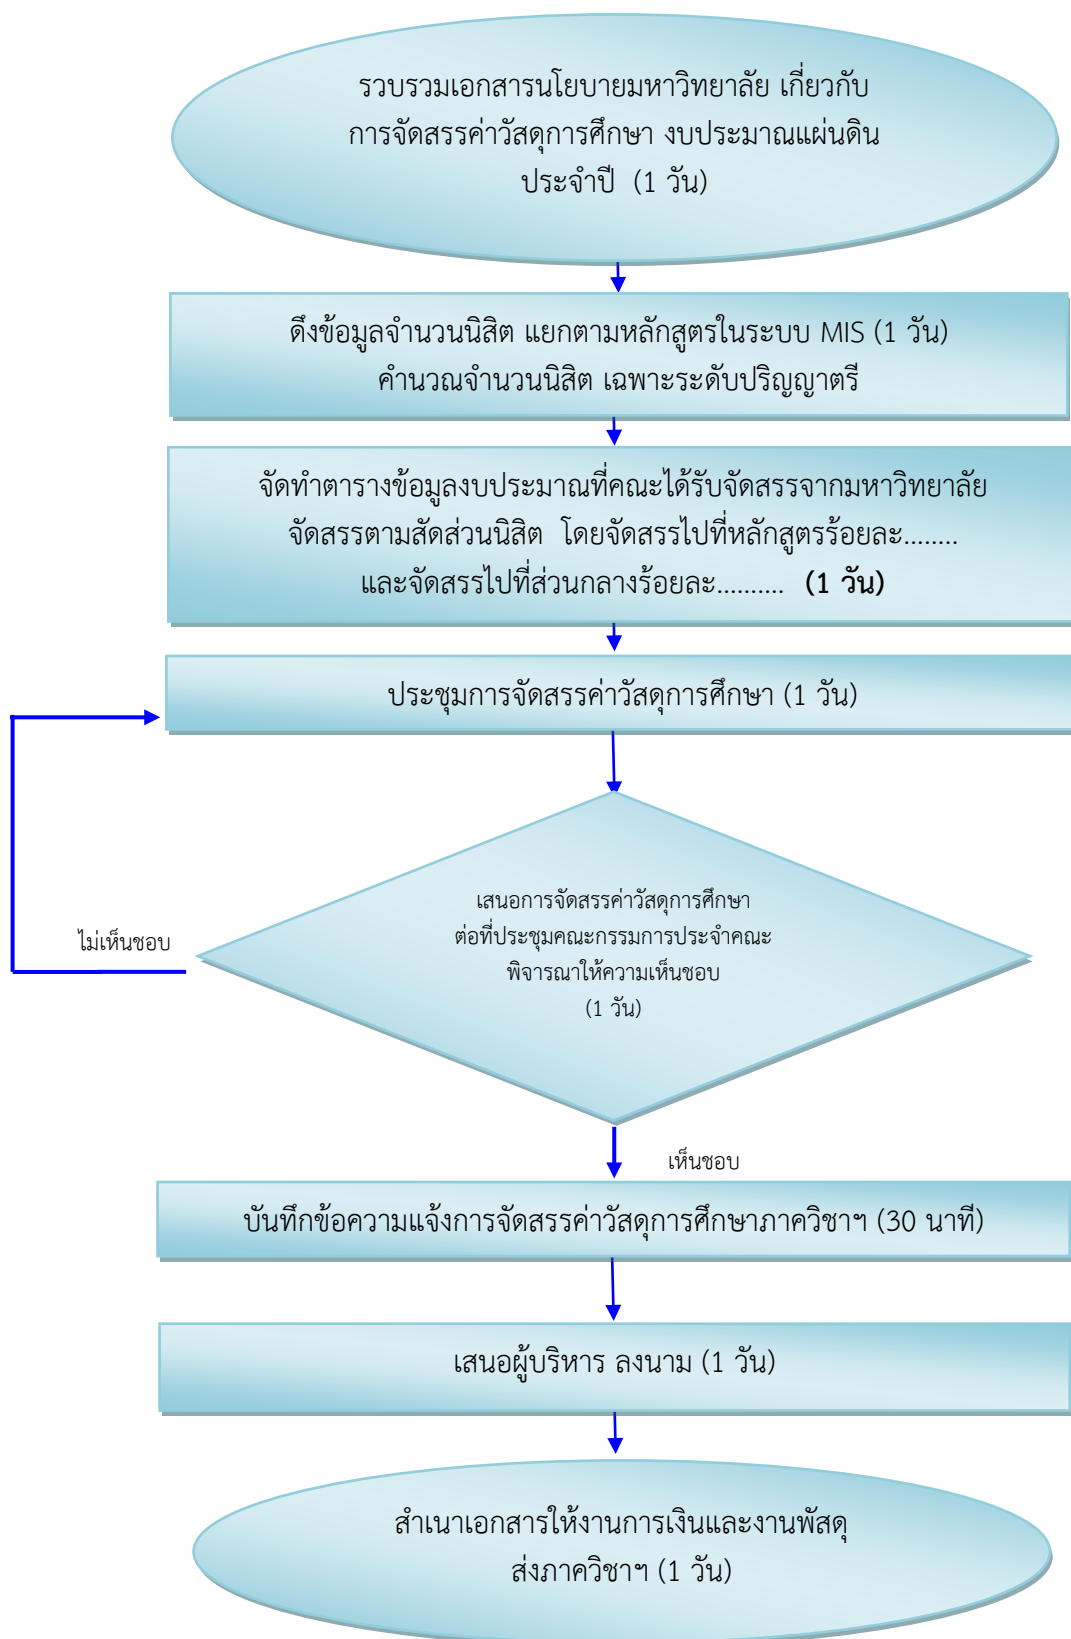 รวบรวมเอกสารนโยบายมหาวิทยาลัย เกี่ยวกับ
การจัดสรรค่าวัสดุการศึกษา งบประมาณแผ่นดิน
ประจำปี (1 วัน)
ดึงข้อมูลจำนวนนิสิต แยกตามหลักสูตรในระบบ MIS (1 วัน)
คำนวณจำนวนนิสิต เฉพาะระดับปริญญาตรี
จัดทำตารางข้อมูลงบประมาณที่คณะได้รับจัดสรรจากมหาวิทยาลัย
จัดสรรตามสัดส่วนนิสิต โดยจัดสรรไปที่หลักสูตรร้อยละ........
และจัดสรรไปที่ส่วนกลางร้อยละ.......... (1 วัน)
ประชุมการจัดสรรค่าวัสดุการศึกษา (1 วัน)
เสนอการจัดสรรค่าวัสดุการศึกษา
ต่อที่ประชุมคณะกรรมการประจำคณะ
พิจารณาให้ความเห็นชอบ
(1 วัน)
ไม่เห็นชอบ
เห็นชอบ
บันทึกข้อความแจ้งการจัดสรรค่าวัสดุการศึกษาภาควิชาฯ (30 นาที)
เสนอผู้บริหาร ลงนาม (1 วัน)
สำเนาเอกสารให้งานการเงินและงานพัสดุ
ส่งภาควิชาฯ (1 วัน)